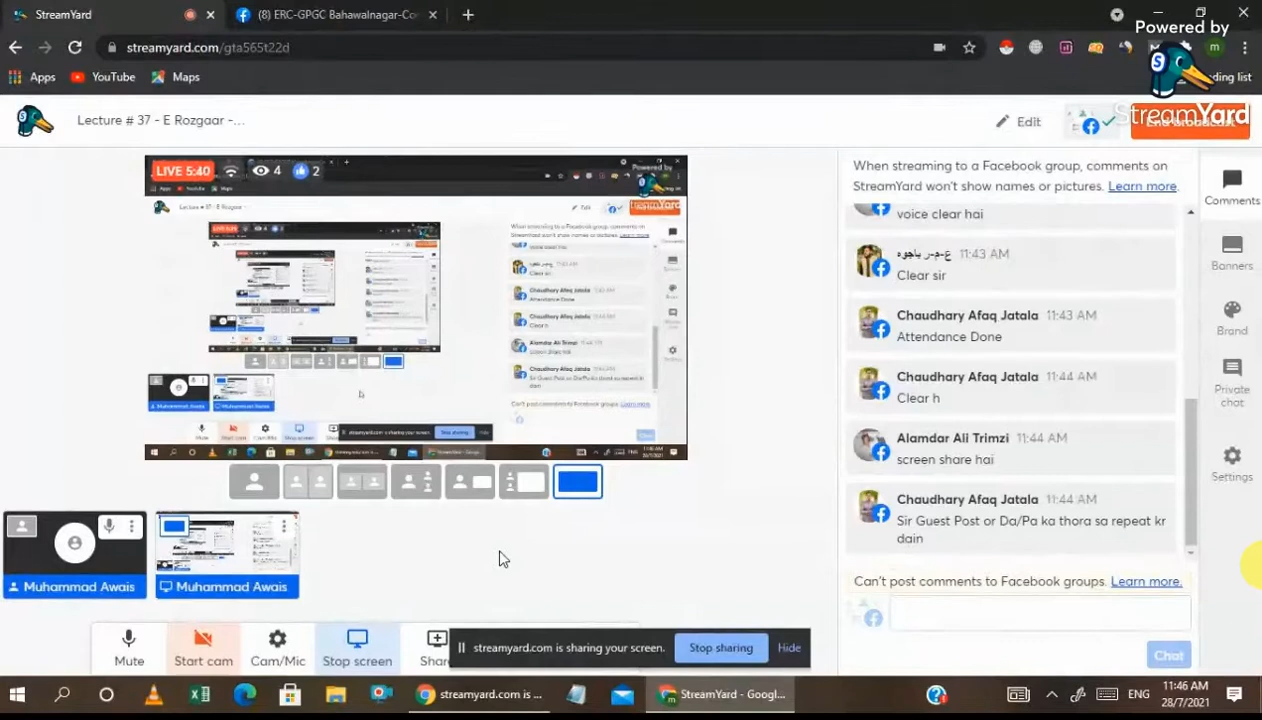 StreamYard
(8) ERC-GPGC Bahawalnagar-Co
Powered by
streamyard.com/gta565t22d
Apps
YouTube
Maps
StreamYard
Lecture # 37 - E Rozgaar -...
Edit
LIVE 5:40
4
2
When streaming to a Facebook group, comments on
StreamYard won't show names or pictures. Learn more.
voice clear hai
ع-م-ر باجوہ 11:43 AM
Clear sir
Chaudhary Afaq Jatala 11:43 AM
Attendance Done
Chaudhary Afaq Jatala 11:44 AM
Clear h
Alamdar Ali Trimzi 11:44 AM
screen share hai
Chaudhary Afaq Jatala 11:44 AM
Sir Guest Post or Da/Pa ka thora sa repeat kr
dain
Can't post comments to Facebook groups. Learn more.
Chat
Comments
Banners
Brand
Private
chat
Settings
Muhammad Awais
Muhammad Awais
Mute
Start cam
Cam/Mic
Stop screen
Shar
streamyard.com is sharing your screen.
Stop sharing
Hide
streamyard.com is ...
StreamYard - Googl...
ENG
11:46 AM
28/7/2021